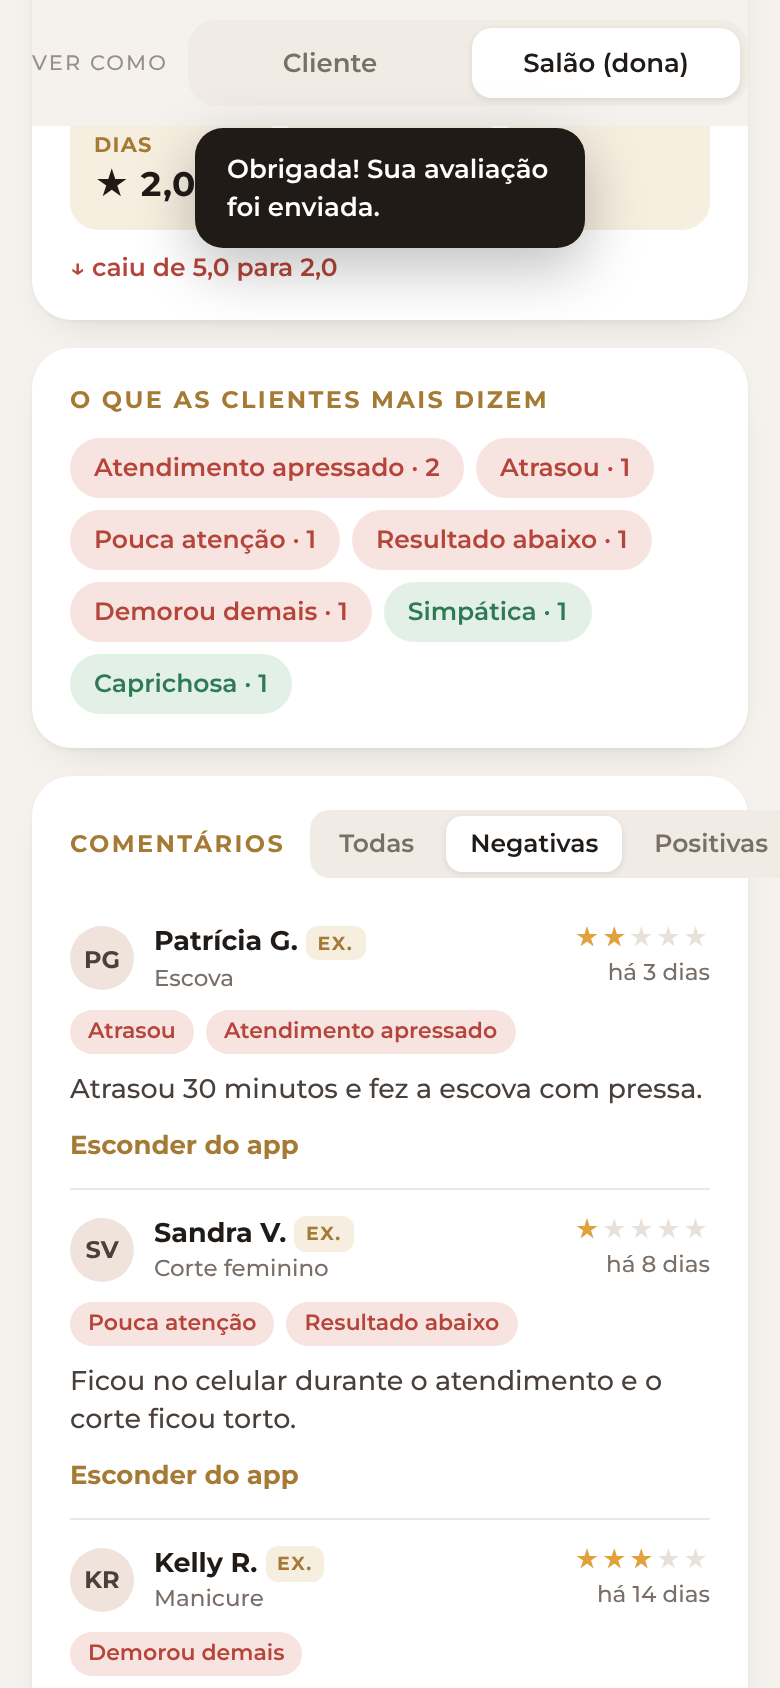 VER COMO
Cliente
Salão (dona)
DIAS
★ 2,0
Obrigada! Sua avaliação
foi enviada.
↓ caiu de 5,0 para 2,0
O QUE AS CLIENTES MAIS DIZEM
Atendimento apressado · 2
Atrasou · 1
Pouca atenção · 1
Resultado abaixo · 1
Demorou demais · 1
Simpática · 1
Caprichosa · 1
COMENTÁRIOS
Todas
Negativas
Positivas
PG
Patrícia G. EX.
Escova
há 3 dias
Atrasou
Atendimento apressado
Atrasou 30 minutos e fez a escova com pressa.
Esconder do app
SV
Sandra V. EX.
Corte feminino
há 8 dias
Pouca atenção
Resultado abaixo
Ficou no celular durante o atendimento e o
corte ficou torto.
Esconder do app
KR
Kelly R. EX.
Manicure
há 14 dias
Demorou demais